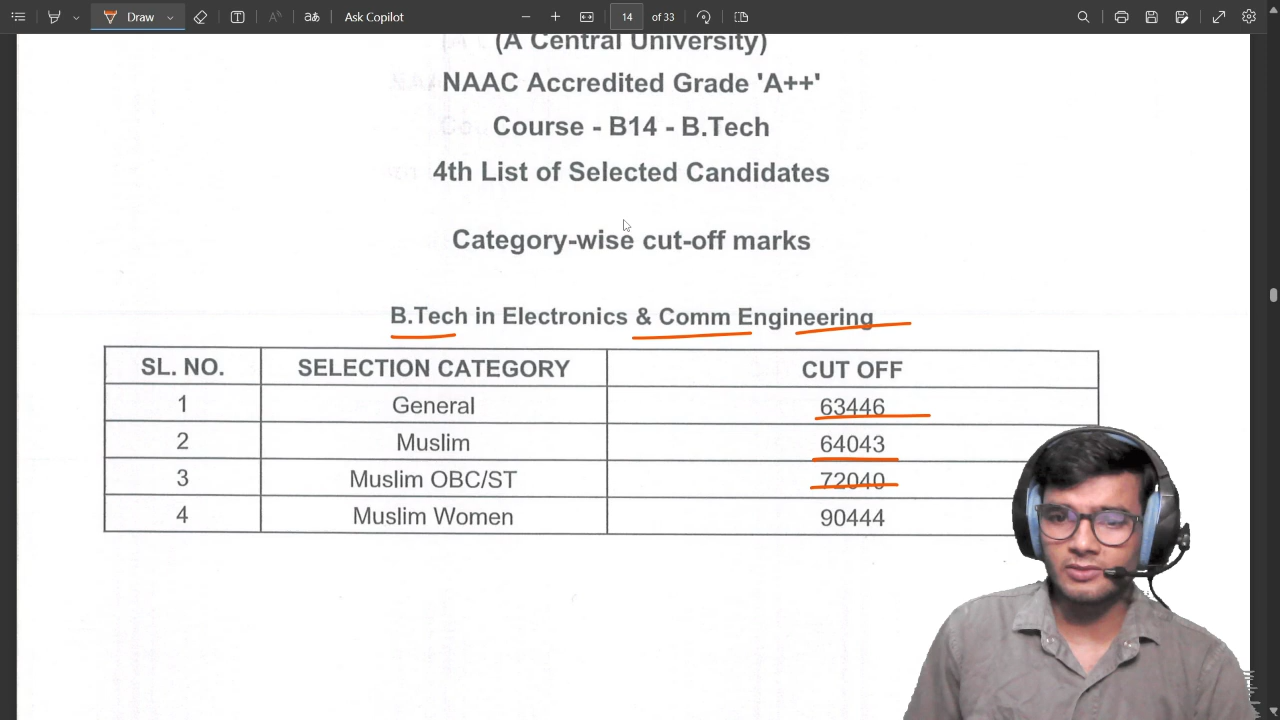 Draw
aあ
Ask Copilot
14 of 33
(A Central University)
NAAC Accredited Grade 'A++'
Course - B14 - B.Tech
4th List of Selected Candidates
Category-wise cut-off marks
B.Tech in Electronics & Comm Engineering
SL. NO. SELECTION CATEGORY CUT OFF
1 General 63446
2 Muslim 64043
3 Muslim OBC/ST 72040
4 Muslim Women 90444